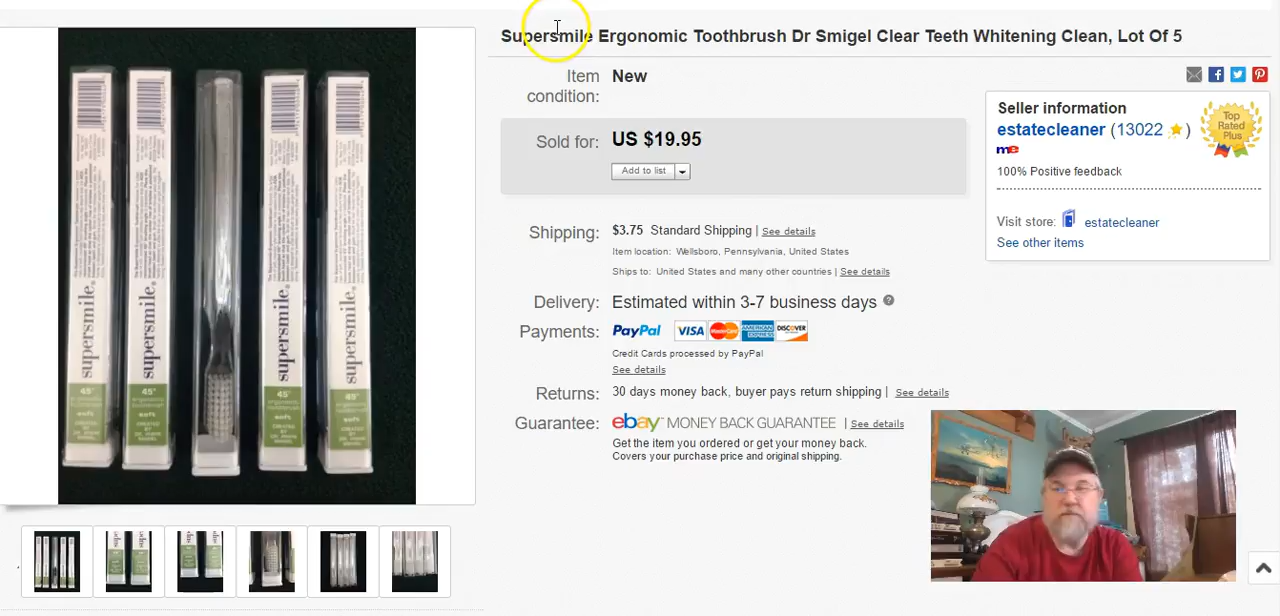 Supersmile Ergonomic Toothbrush Dr Smigel Clear Teeth Whitening Clean, Lot Of 5
Item
condition:
New
Sold for:
US $19.95
Add to list
Shipping:
$3.75 Standard Shipping | See details
Item location: Wellsboro, Pennsylvania, United States
Ships to: United States and many other countries | See details
Delivery:
Estimated within 3-7 business days
Payments:
PayPal VISA MasterCard AMERICAN EXPRESS DISCOVER
Credit Cards processed by PayPal
See details
Returns:
30 days money back, buyer pays return shipping | See details
Guarantee:
ebay MONEY BACK GUARANTEE | See details
Get the item you ordered or get your money back.
Covers your purchase price and original shipping.
Seller information
estatecleaner (13022 )
me
100% Positive feedback
Visit store: estatecleaner
See other items
Top
Rated
Plus
supersmile
45°
supersmile
45°
supersmile
45°
supersmile
45°